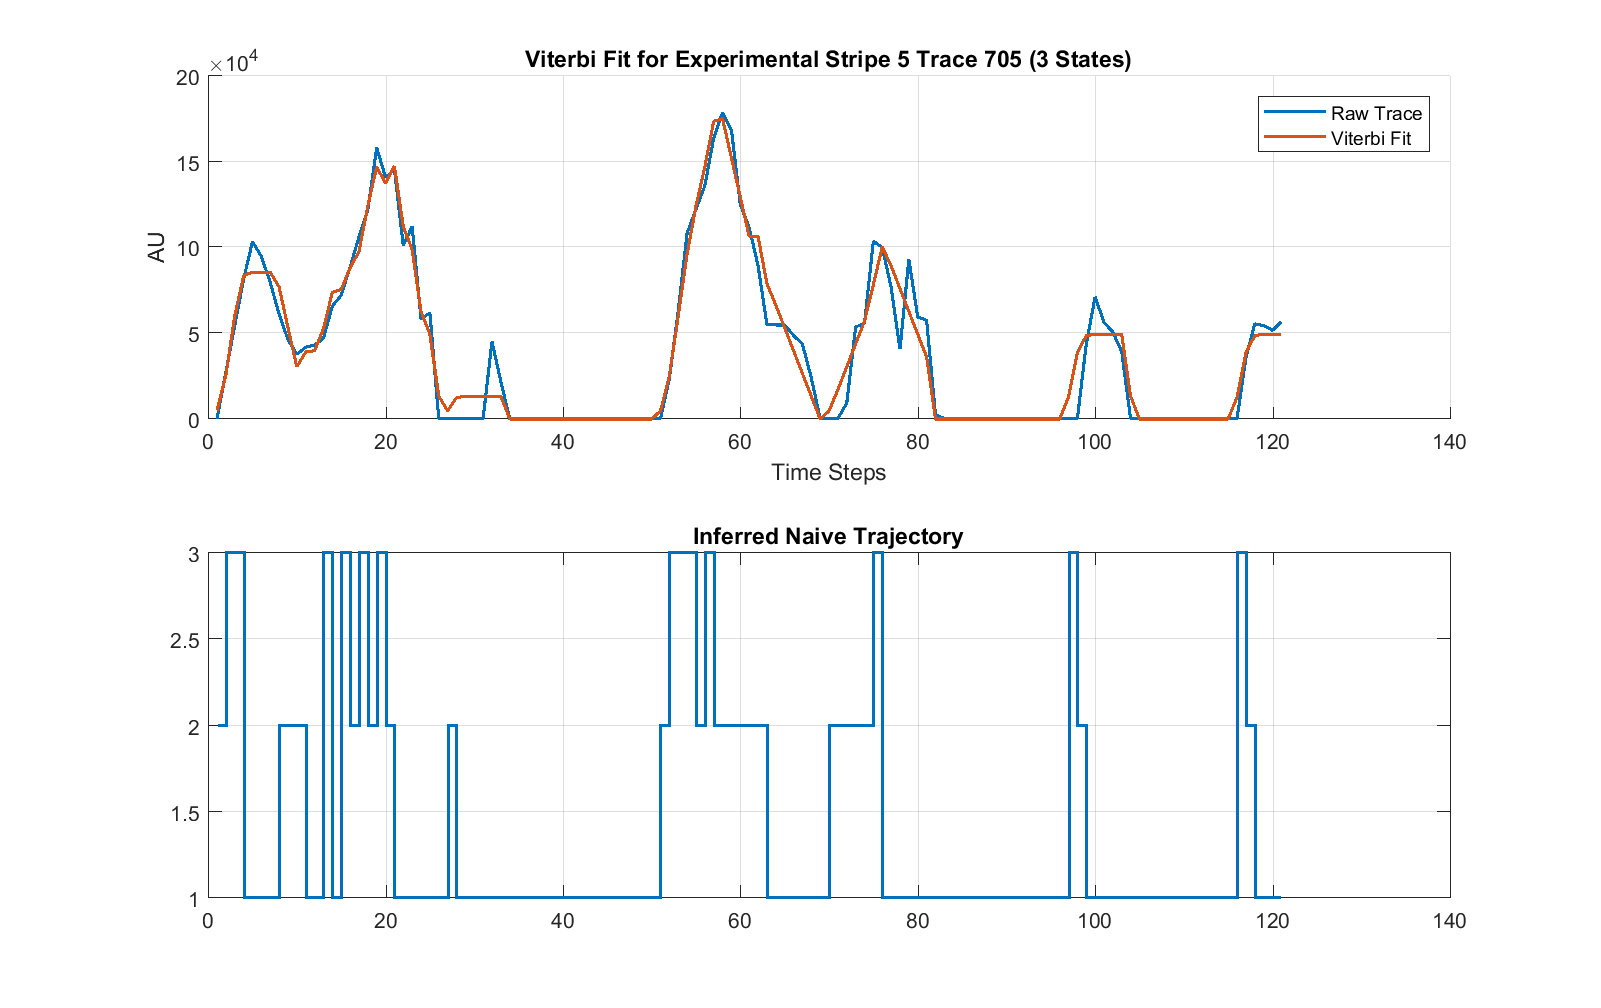 Viterbi Fit for Experimental Stripe 5 Trace 705 (3 States)
×10⁴
20
15
10
5
0
AU
Raw Trace
Viterbi Fit
0 20 40 60 80 100 120 140
Time Steps
Inferred Naive Trajectory
3
2.5
2
1.5
1
0 20 40 60 80 100 120 140